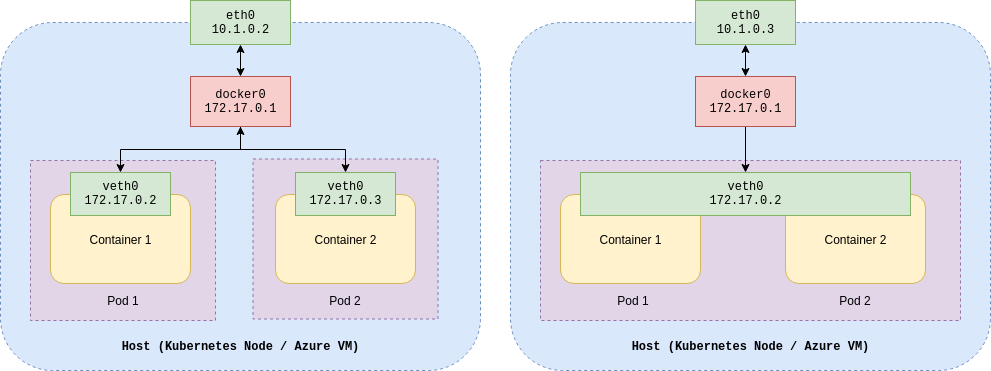 eth0
10.1.0.2
docker0
172.17.0.1
veth0
172.17.0.2
veth0
172.17.0.3
Container 1
Container 2
Pod 1
Pod 2
Host (Kubernetes Node / Azure VM)
eth0
10.1.0.3
docker0
172.17.0.1
veth0
172.17.0.2
Container 1
Container 2
Pod 1
Pod 2
Host (Kubernetes Node / Azure VM)